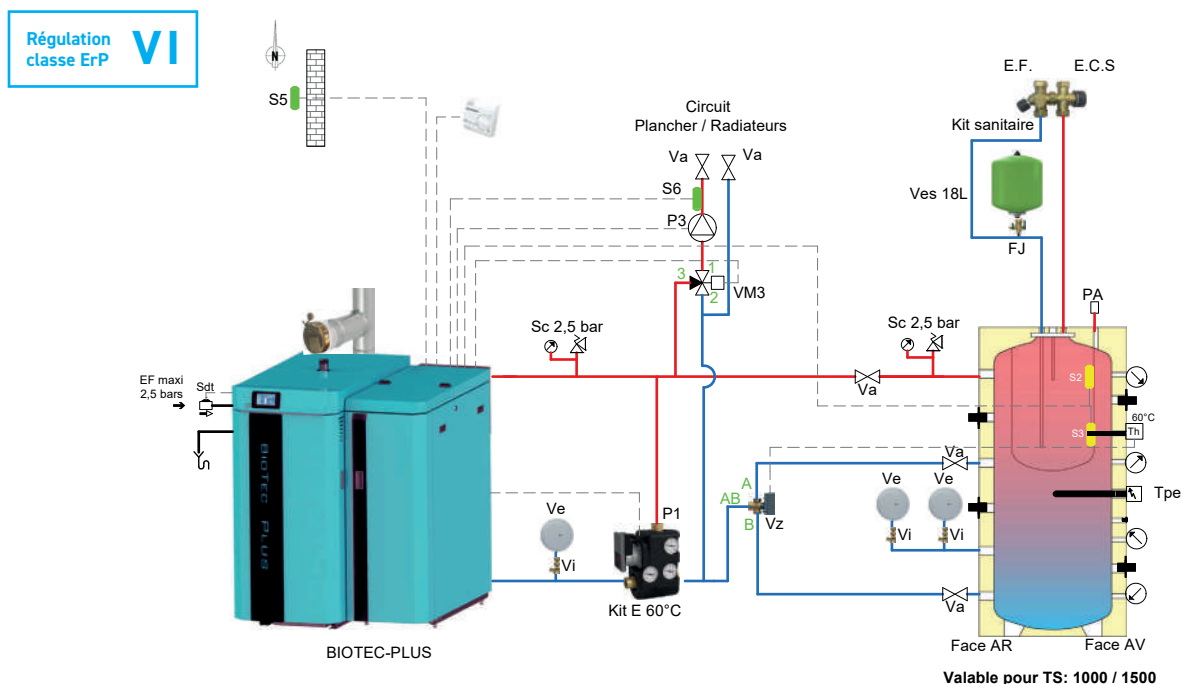 Régulation
classe ErP
VI
N
S5
E.F.
E.C.S
Kit sanitaire
Circuit
Plancher / Radiateurs
Va
Va
S6
P3
Ves 18L
FJ
1
3
2
VM3
PA
Sc 2,5 bar
Sc 2,5 bar
EF maxi
2,5 bars
Sdt
Va
S2
60°C
S3
Th
BIOTEC PLUS
Va
A
AB
B
Vz
Ve
Ve
Vi
Vi
Tpe
Ve
Vi
P1
Kit E 60°C
Va
Face AR
Face AV
BIOTEC-PLUS
Valable pour TS: 1000 / 1500